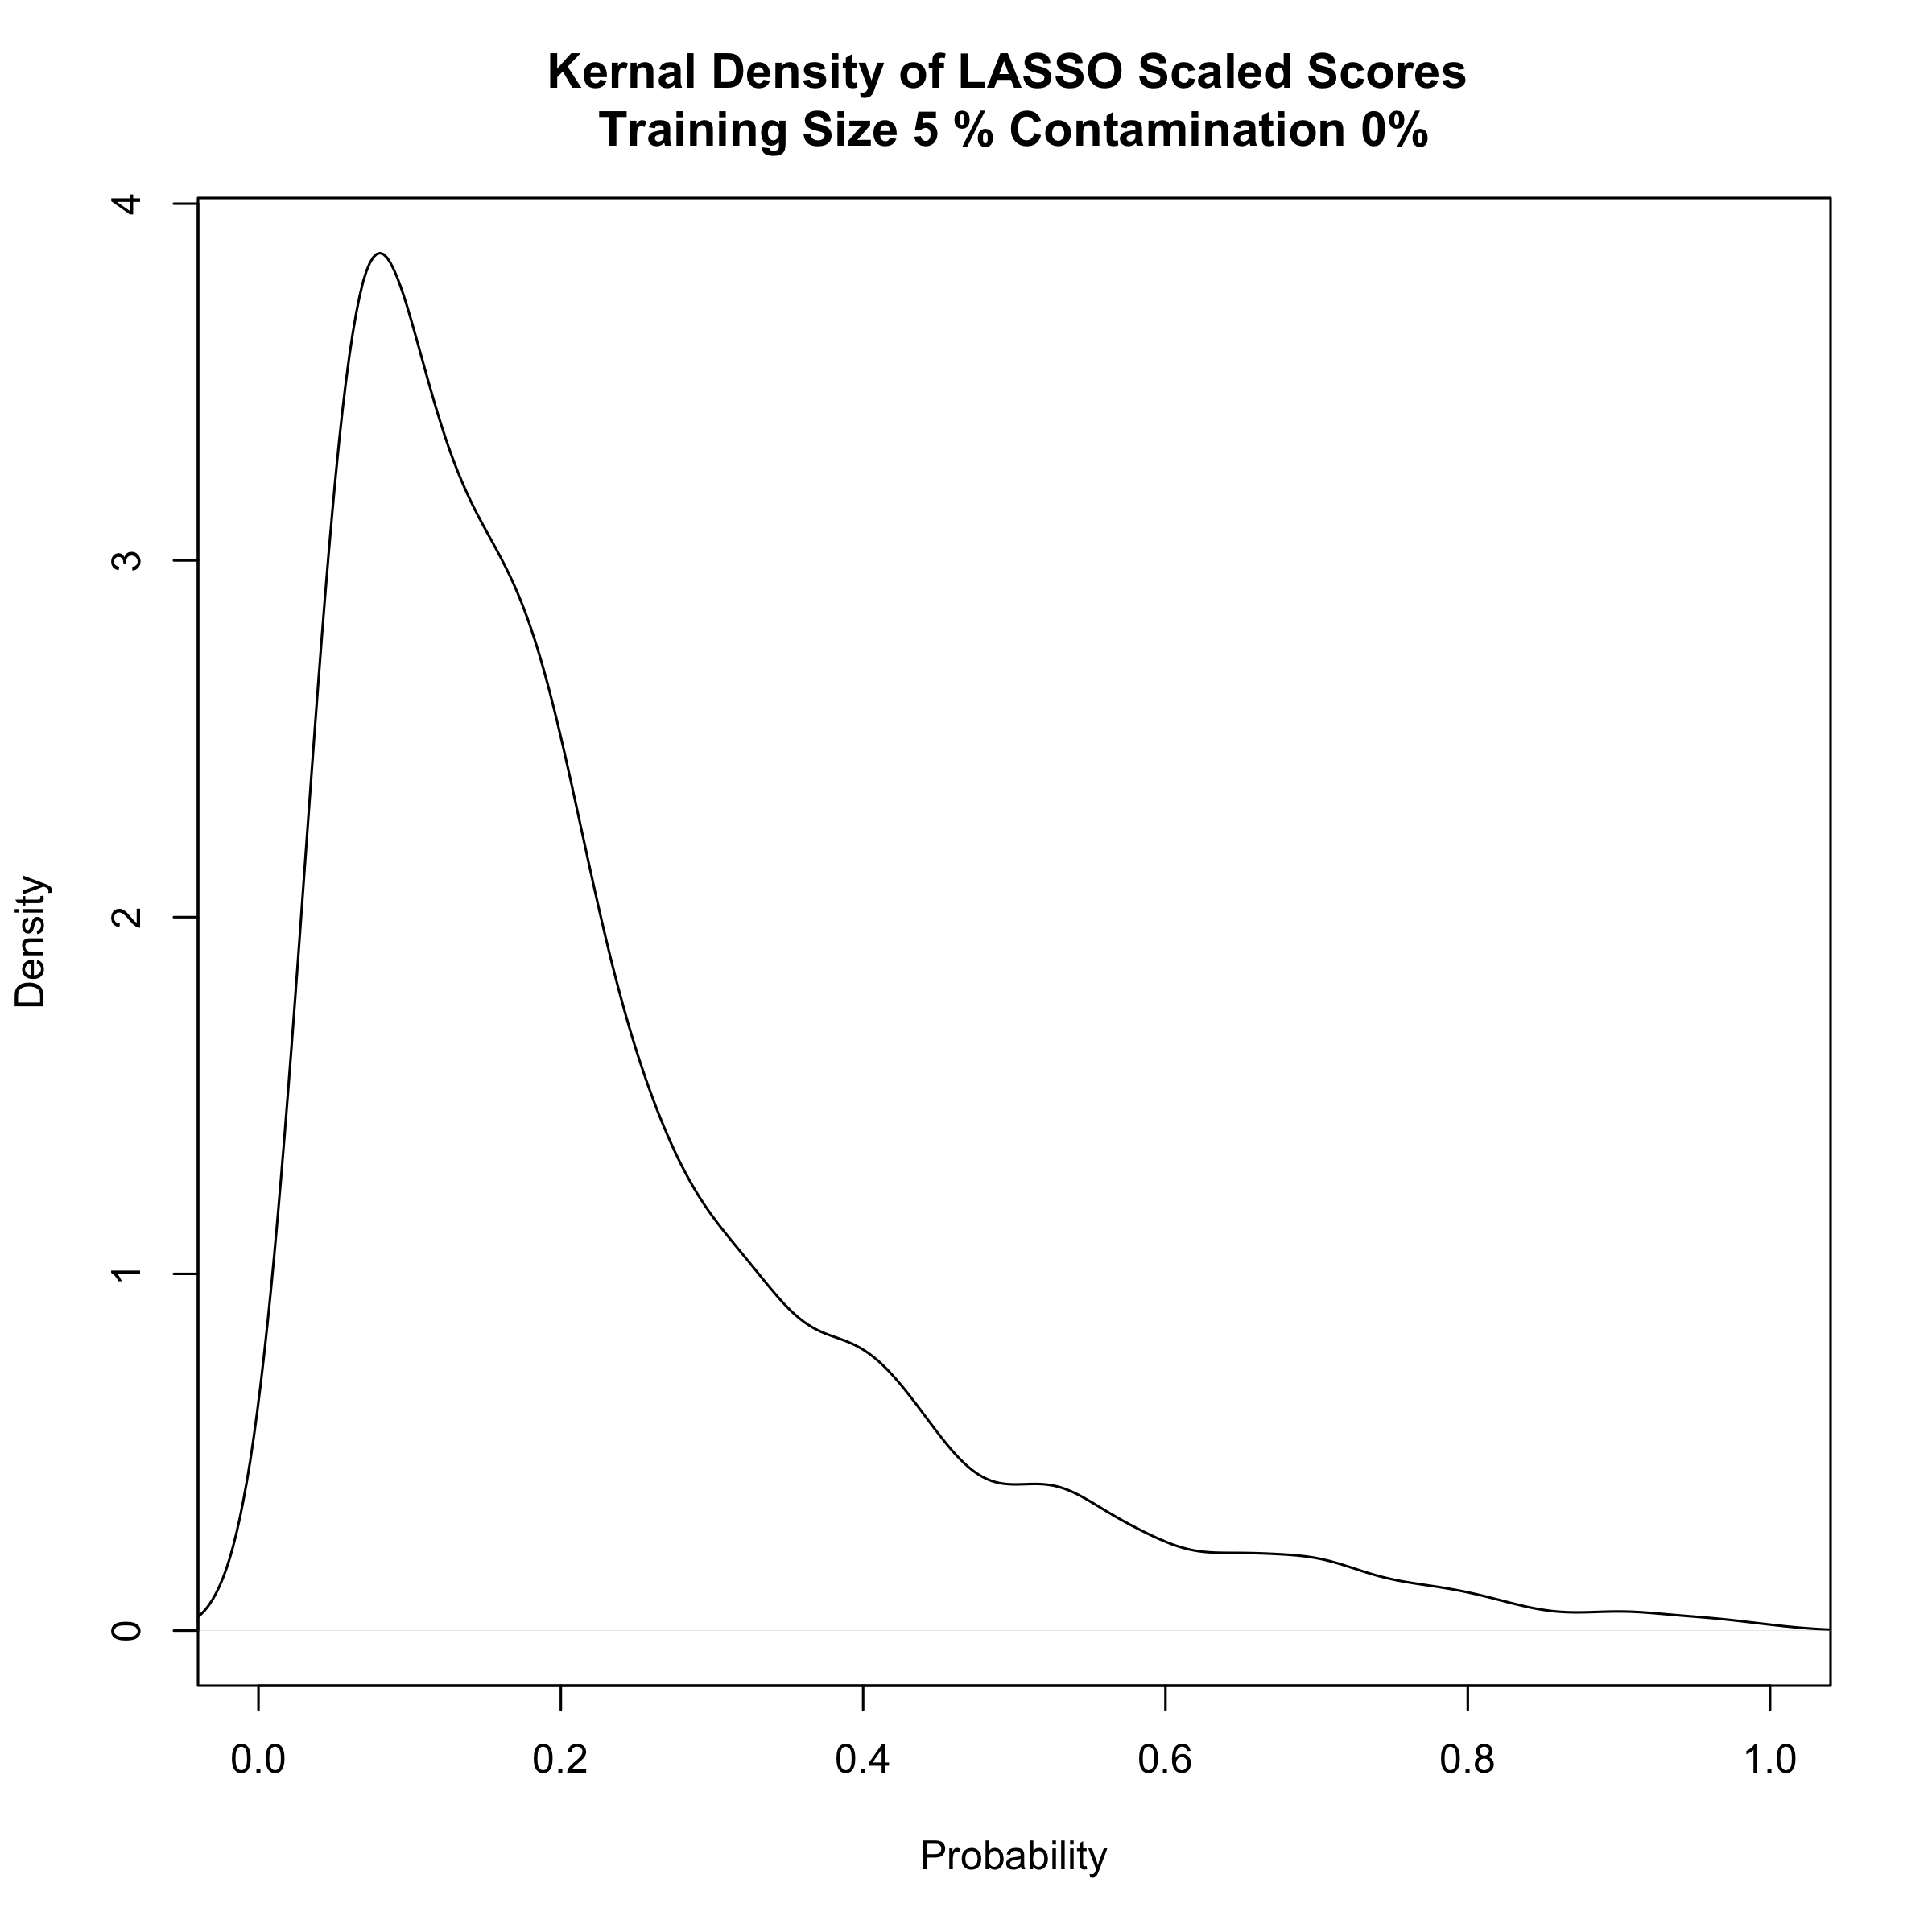 Kernal Density of LASSO Scaled Scores
Training Size 5 % Contamination 0%
Density
4
3
2
1
0
0.0 0.2 0.4 0.6 0.8 1.0
Probability